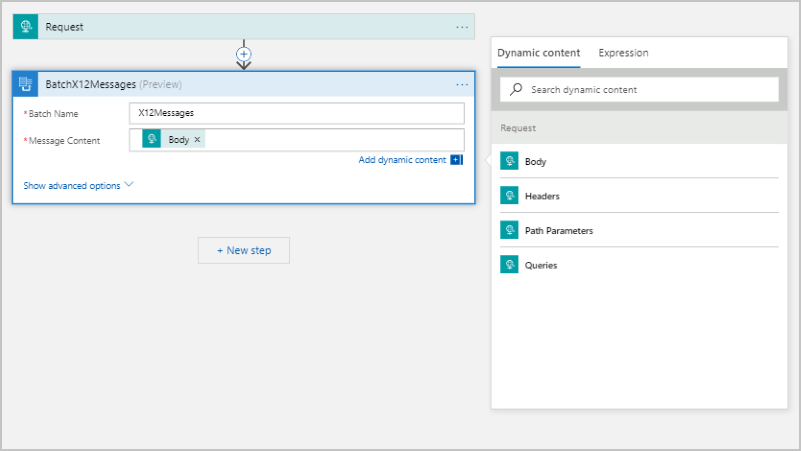 Request
BatchX12Messages (Preview)
* Batch Name X12Messages
* Message Content Body ×
Add dynamic content
Show advanced options
+ New step
Dynamic content Expression
Search dynamic content
Request
Body
Headers
Path Parameters
Queries